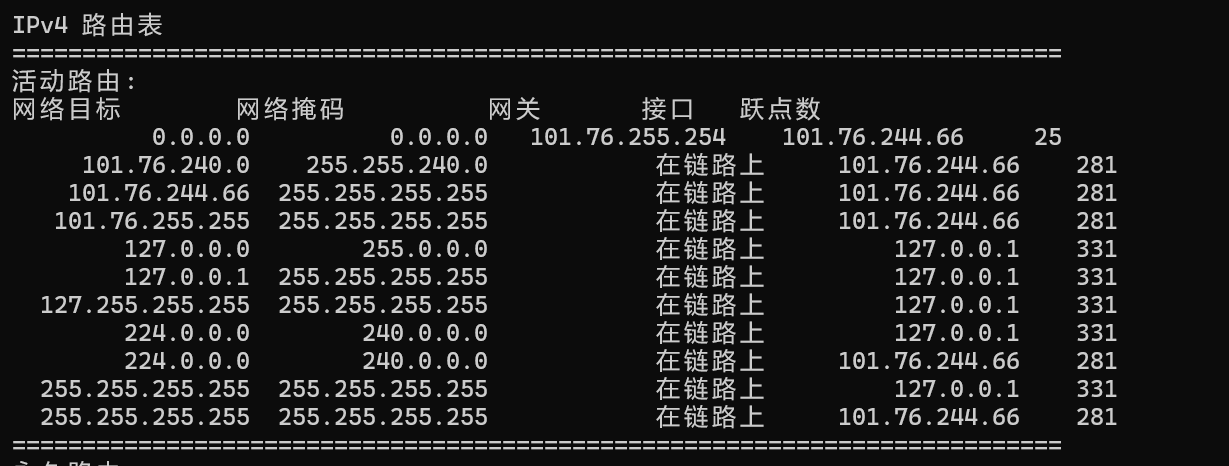 IPv4 路由表
===========================================================================
活动路由:
网络目标        网络掩码          网关       接口   跃点数
          0.0.0.0          0.0.0.0   101.76.255.254    101.76.244.66     25
     101.76.240.0    255.255.240.0            在链路上     101.76.244.66    281
    101.76.244.66  255.255.255.255            在链路上     101.76.244.66    281
   101.76.255.255  255.255.255.255            在链路上     101.76.244.66    281
        127.0.0.0        255.0.0.0            在链路上         127.0.0.1    331
        127.0.0.1  255.255.255.255            在链路上         127.0.0.1    331
  127.255.255.255  255.255.255.255            在链路上         127.0.0.1    331
        224.0.0.0        240.0.0.0            在链路上         127.0.0.1    331
        224.0.0.0        240.0.0.0            在链路上     101.76.244.66    281
  255.255.255.255  255.255.255.255            在链路上         127.0.0.1    331
  255.255.255.255  255.255.255.255            在链路上     101.76.244.66    281
===========================================================================